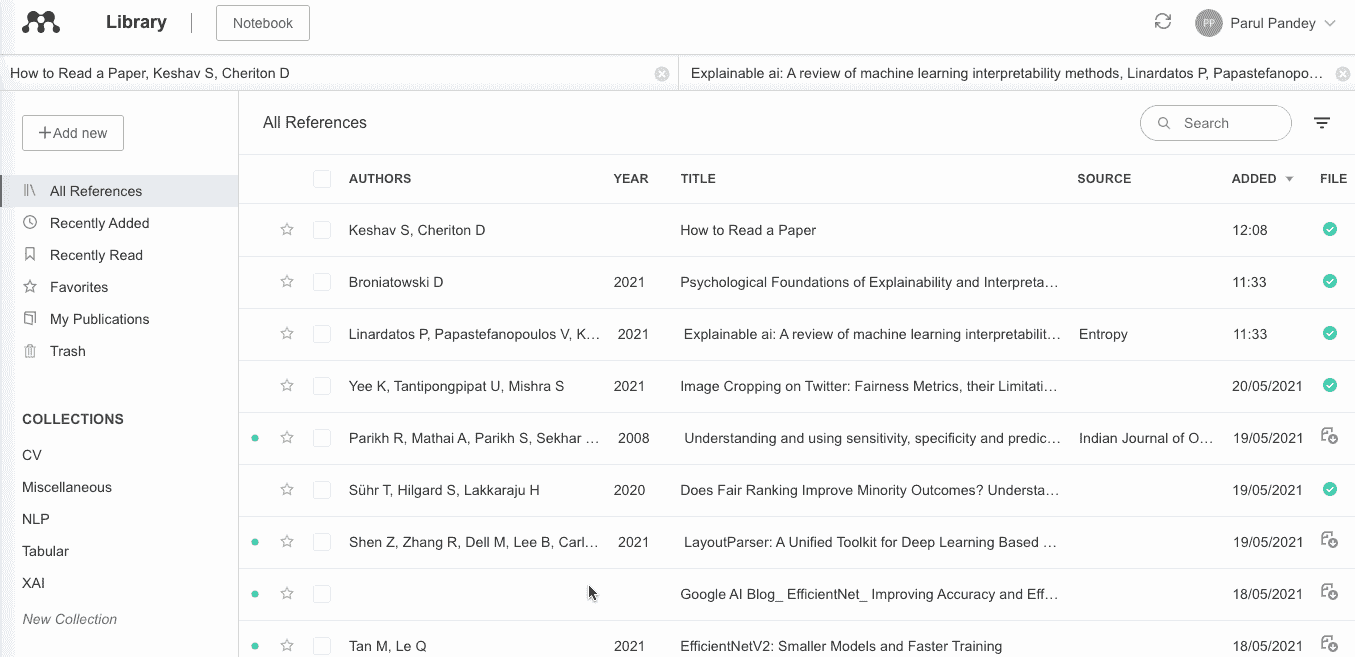 Library
Notebook
PP
Parul Pandey
How to Read a Paper, Keshav S, Cheriton D
Explainable ai: A review of machine learning interpretability methods, Linardatos P, Papastefanopo…
+Add new
All References
Search
All References
Recently Added
Recently Read
Favorites
My Publications
Trash
COLLECTIONS
CV
Miscellaneous
NLP
Tabular
XAI
New Collection
AUTHORS YEAR TITLE SOURCE ADDED FILE
Keshav S, Cheriton D How to Read a Paper 12:08
Broniatowski D 2021 Psychological Foundations of Explainability and Interpreta… 11:33
Linardatos P, Papastefanopoulos V, K… 2021 Explainable ai: A review of machine learning interpretabilit… Entropy 11:33
Yee K, Tantipongpipat U, Mishra S 2021 Image Cropping on Twitter: Fairness Metrics, their Limitati… 20/05/2021
Parikh R, Mathai A, Parikh S, Sekhar … 2008 Understanding and using sensitivity, specificity and predic… Indian Journal of O… 19/05/2021
Sühr T, Hilgard S, Lakkaraju H 2020 Does Fair Ranking Improve Minority Outcomes? Understa… 19/05/2021
Shen Z, Zhang R, Dell M, Lee B, Carl… 2021 LayoutParser: A Unified Toolkit for Deep Learning Based … 19/05/2021
Google AI Blog_ EfficientNet_ Improving Accuracy and Eff… 18/05/2021
Tan M, Le Q 2021 EfficientNetV2: Smaller Models and Faster Training 18/05/2021